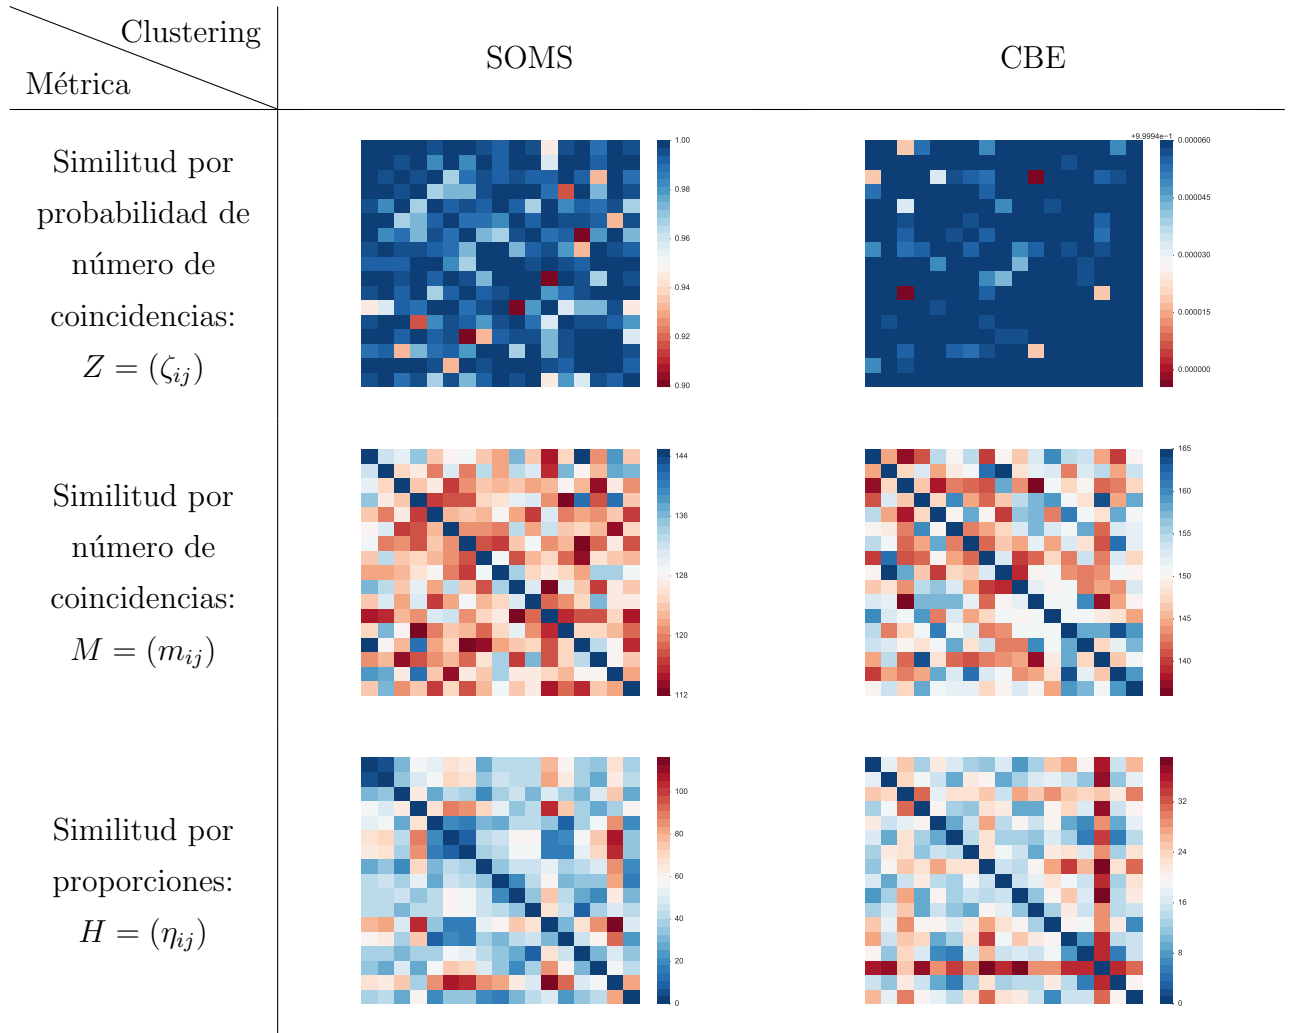 Clustering
Métrica
SOMS
CBE
Similitud por
probabilidad de
número de
coincidencias:
Z = (ζij)
1.00
0.98
0.96
0.94
0.92
0.90
+9.9994e−1
0.000060
0.000045
0.000030
0.000015
0.000000
Similitud por
número de
coincidencias:
M = (mij)
144
136
128
120
112
165
160
155
150
145
140
Similitud por
proporciones:
H = (ηij)
100
80
60
40
20
0
32
24
16
8
0